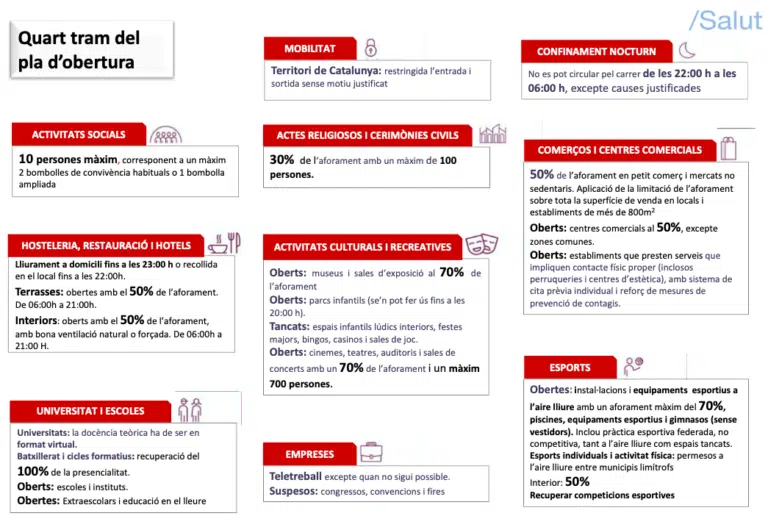 /Salut
Quart tram del
pla d'obertura
MOBILITAT
Territori de Catalunya: restringida l'entrada i
sortida sense motiu justificat
CONFINAMENT NOCTURN
No es pot circular pel carrer de les 22:00 h a les
06:00 h, excepte causes justificades
ACTIVITATS SOCIALS
10 persones màxim, corresponent a un màxim
2 bombolles de convivència habituals o 1 bombolla
ampliada
ACTES RELIGIOSOS I CERIMÒNIES CIVILS
30% de l'aforament amb un màxim de 100
persones.
COMERÇOS I CENTRES COMERCIALS
50% de l'aforament en petit comerç i mercats no
sedentaris. Aplicació de la limitació de l'aforament
sobre tota la superfície de venda en locals i
establiments de més de 800m²
Oberts: centres comercials al 50%, excepte
zones comunes.
Oberts: establiments que presten serveis que
impliquen contacte físic proper (inclosos
perruqueries i centres d'estètica), amb sistema de
cita prèvia individual i reforç de mesures de
prevenció de contagis.
HOSTELERIA, RESTAURACIÓ I HOTELS
Lliurament a domicili fins a les 23:00 h o recollida
en el local fins a les 22:00h.
Terrasses: obertes amb el 50% de l'aforament.
De 06:00h a 21:00h.
Interiors: oberts amb el 50% de l'aforament,
amb bona ventilació natural o forçada. De 06:00h a
21:00 H.
ACTIVITATS CULTURALS I RECREATIVES
Oberts: museus i sales d'exposició al 70% de
l'aforament
Oberts: parcs infantils (se'n pot fer ús fins a les
20:00 h).
Tancats: espais infantils lúdics interiors, festes
majors, bingos, casinos i sales de joc.
Oberts: cinemes, teatres, auditoris i sales de
concerts amb un 70% de l'aforament i un màxim
700 persones.
ESPORTS
Obertes: instal·lacions i equipaments esportius a
l'aire lliure amb un aforament màxim del 70%,
piscines, equipaments esportius i gimnasos (sense
vestidors). Inclou pràctica esportiva federada, no
competitiva, tant a l'aire lliure com espais tancats.
Esports individuals i activitat física: permesos a
l'aire lliure entre municipis limítrofs
Interior: 50%
Recuperar competicions esportives
UNIVERSITAT I ESCOLES
Universitats: la docència teòrica ha de ser en
format virtual.
Batxillerat i cicles formatius: recuperació del
100% de la presencialitat.
Oberts: escoles i instituts.
Obertes: Extraescolars i educació en el lleure
EMPRESES
Teletreball excepte quan no sigui possible.
Suspesos: congressos, convencions i fires